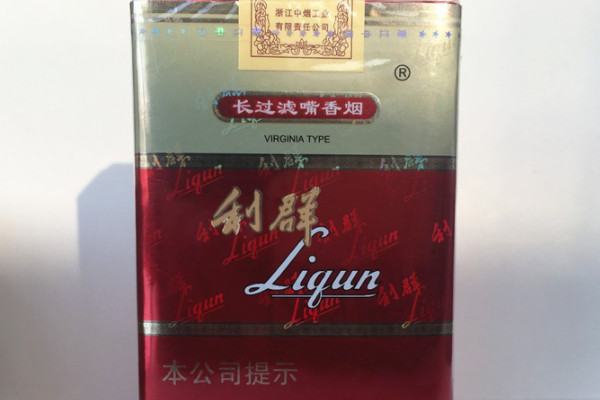 浙江中烟工业
有限责任公司
®
长过滤嘴香烟
VIRGINIA TYPE
利群
Liqun
本公司提示